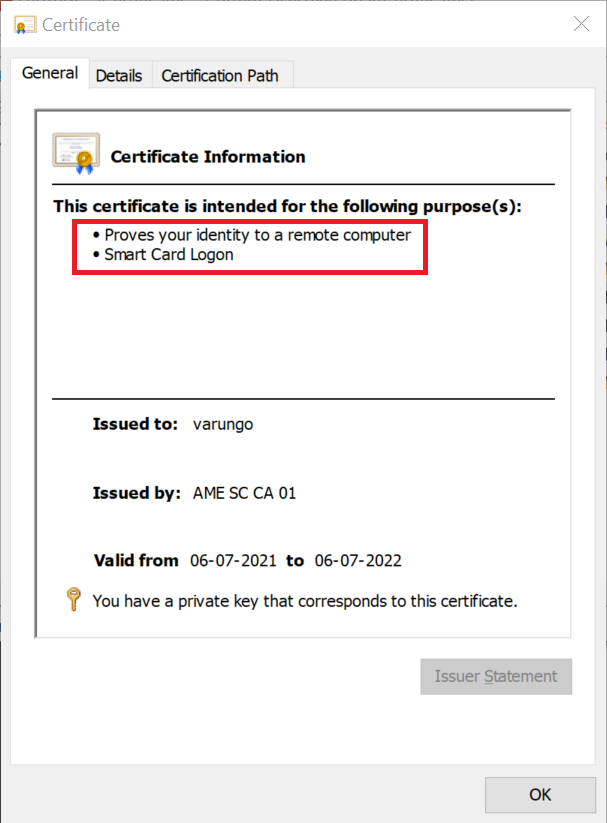 Certificate
General
Details
Certification Path
Certificate Information
This certificate is intended for the following purpose(s):
• Proves your identity to a remote computer
• Smart Card Logon
Issued to: varungo
Issued by: AME SC CA 01
Valid from 06-07-2021 to 06-07-2022
You have a private key that corresponds to this certificate.
Issuer Statement
OK